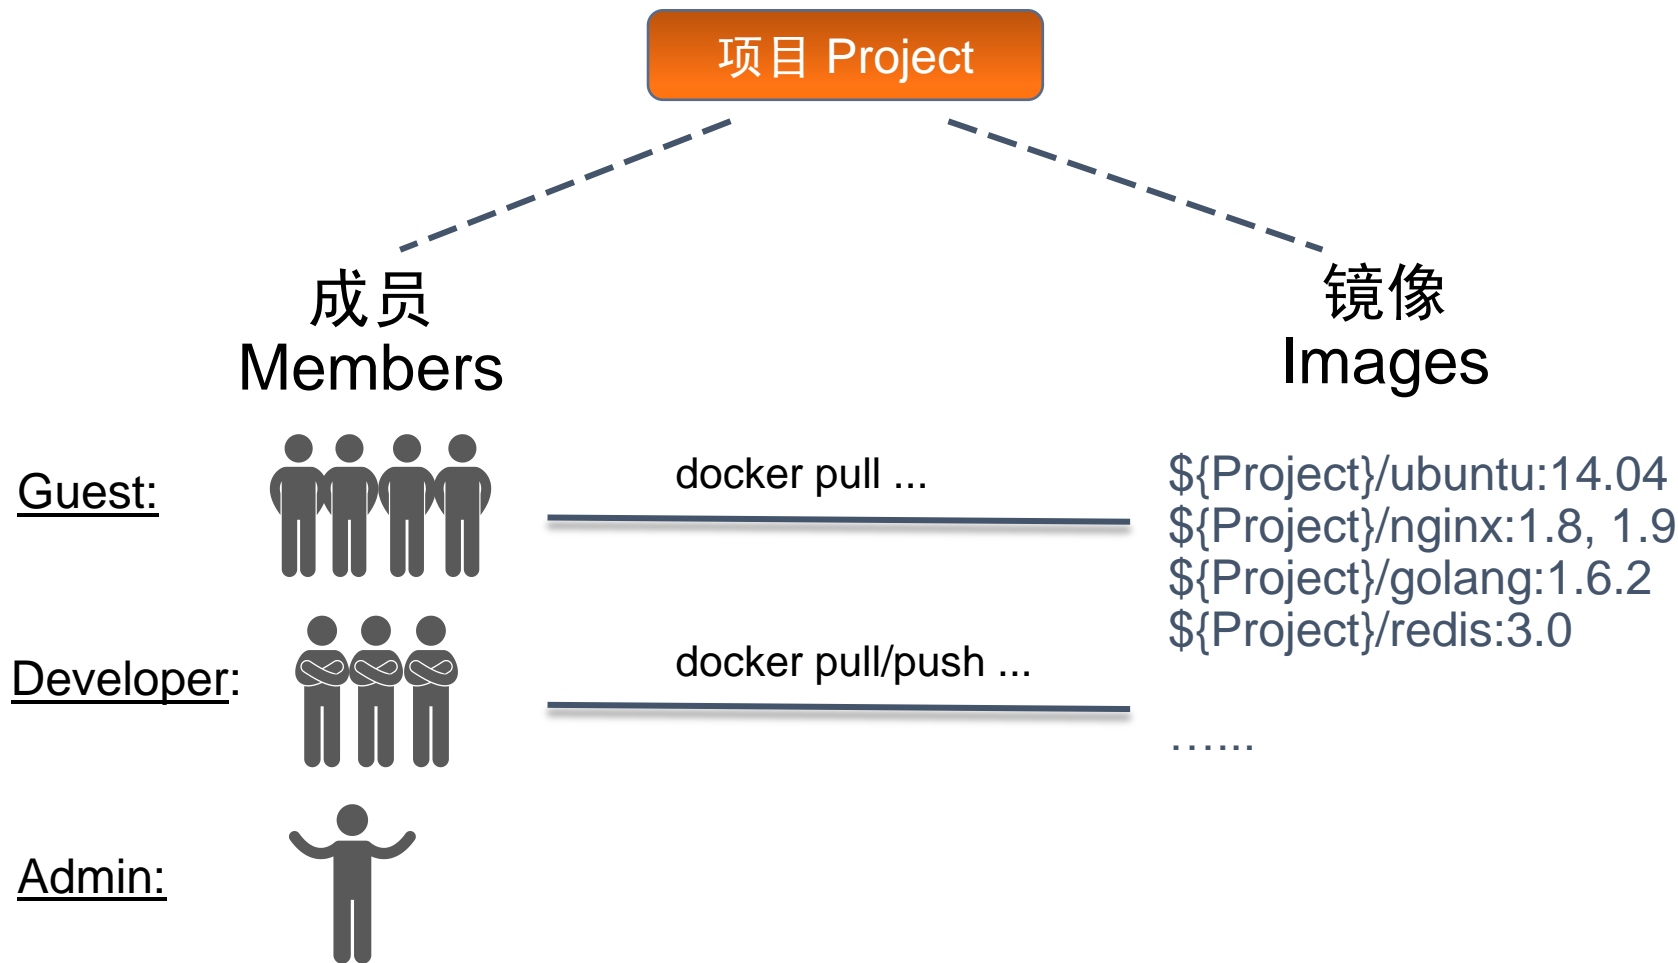 项目 Project
成员
Members
镜像
Images
Guest:
docker pull ...
${Project}/ubuntu:14.04
${Project}/nginx:1.8, 1.9
${Project}/golang:1.6.2
${Project}/redis:3.0
Developer:
docker pull/push ...
…...
Admin: